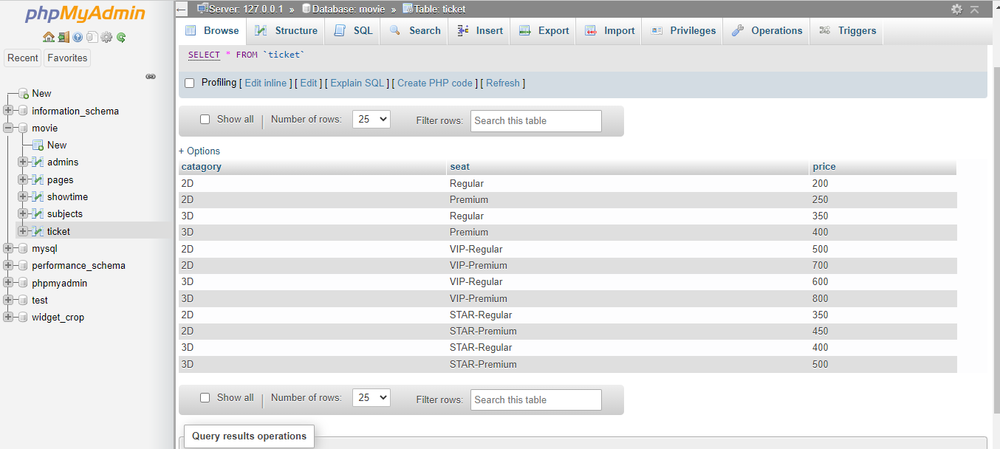 phpMyAdmin
Recent Favorites
New
information_schema
movie
New
admins
pages
showtime
subjects
ticket
mysql
performance_schema
phpmyadmin
test
widget_crop
← Server: 127.0.0.1 » Database: movie » Table: ticket
Browse Structure SQL Search Insert Export Import Privileges Operations Triggers
SELECT * FROM `ticket`
Profiling [ Edit inline ] [ Edit ] [ Explain SQL ] [ Create PHP code ] [ Refresh ]
Show all | Number of rows: 25 Filter rows: Search this table
+ Options
catagory seat price
2D Regular 200
2D Premium 250
3D Regular 350
3D Premium 400
2D VIP-Regular 500
2D VIP-Premium 700
3D VIP-Regular 600
3D VIP-Premium 800
2D STAR-Regular 350
2D STAR-Premium 450
3D STAR-Regular 400
3D STAR-Premium 500
Show all | Number of rows: 25 Filter rows: Search this table
Query results operations